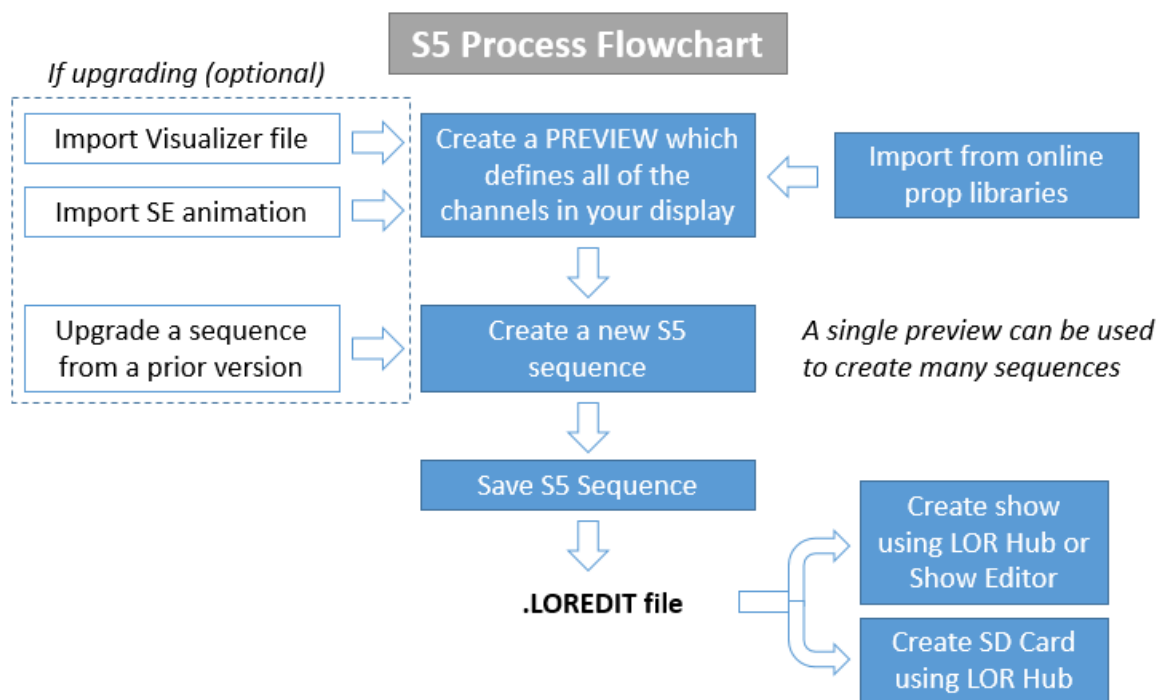 S5 Process Flowchart
If upgrading (optional)
Import Visualizer file
Import SE animation
Create a PREVIEW which
defines all of the
channels in your display
Import from online
prop libraries
Upgrade a sequence
from a prior version
Create a new S5
sequence
A single preview can be used
to create many sequences
Save S5 Sequence
.LOREDIT file
Create show
using LOR Hub or
Show Editor
Create SD Card
using LOR Hub